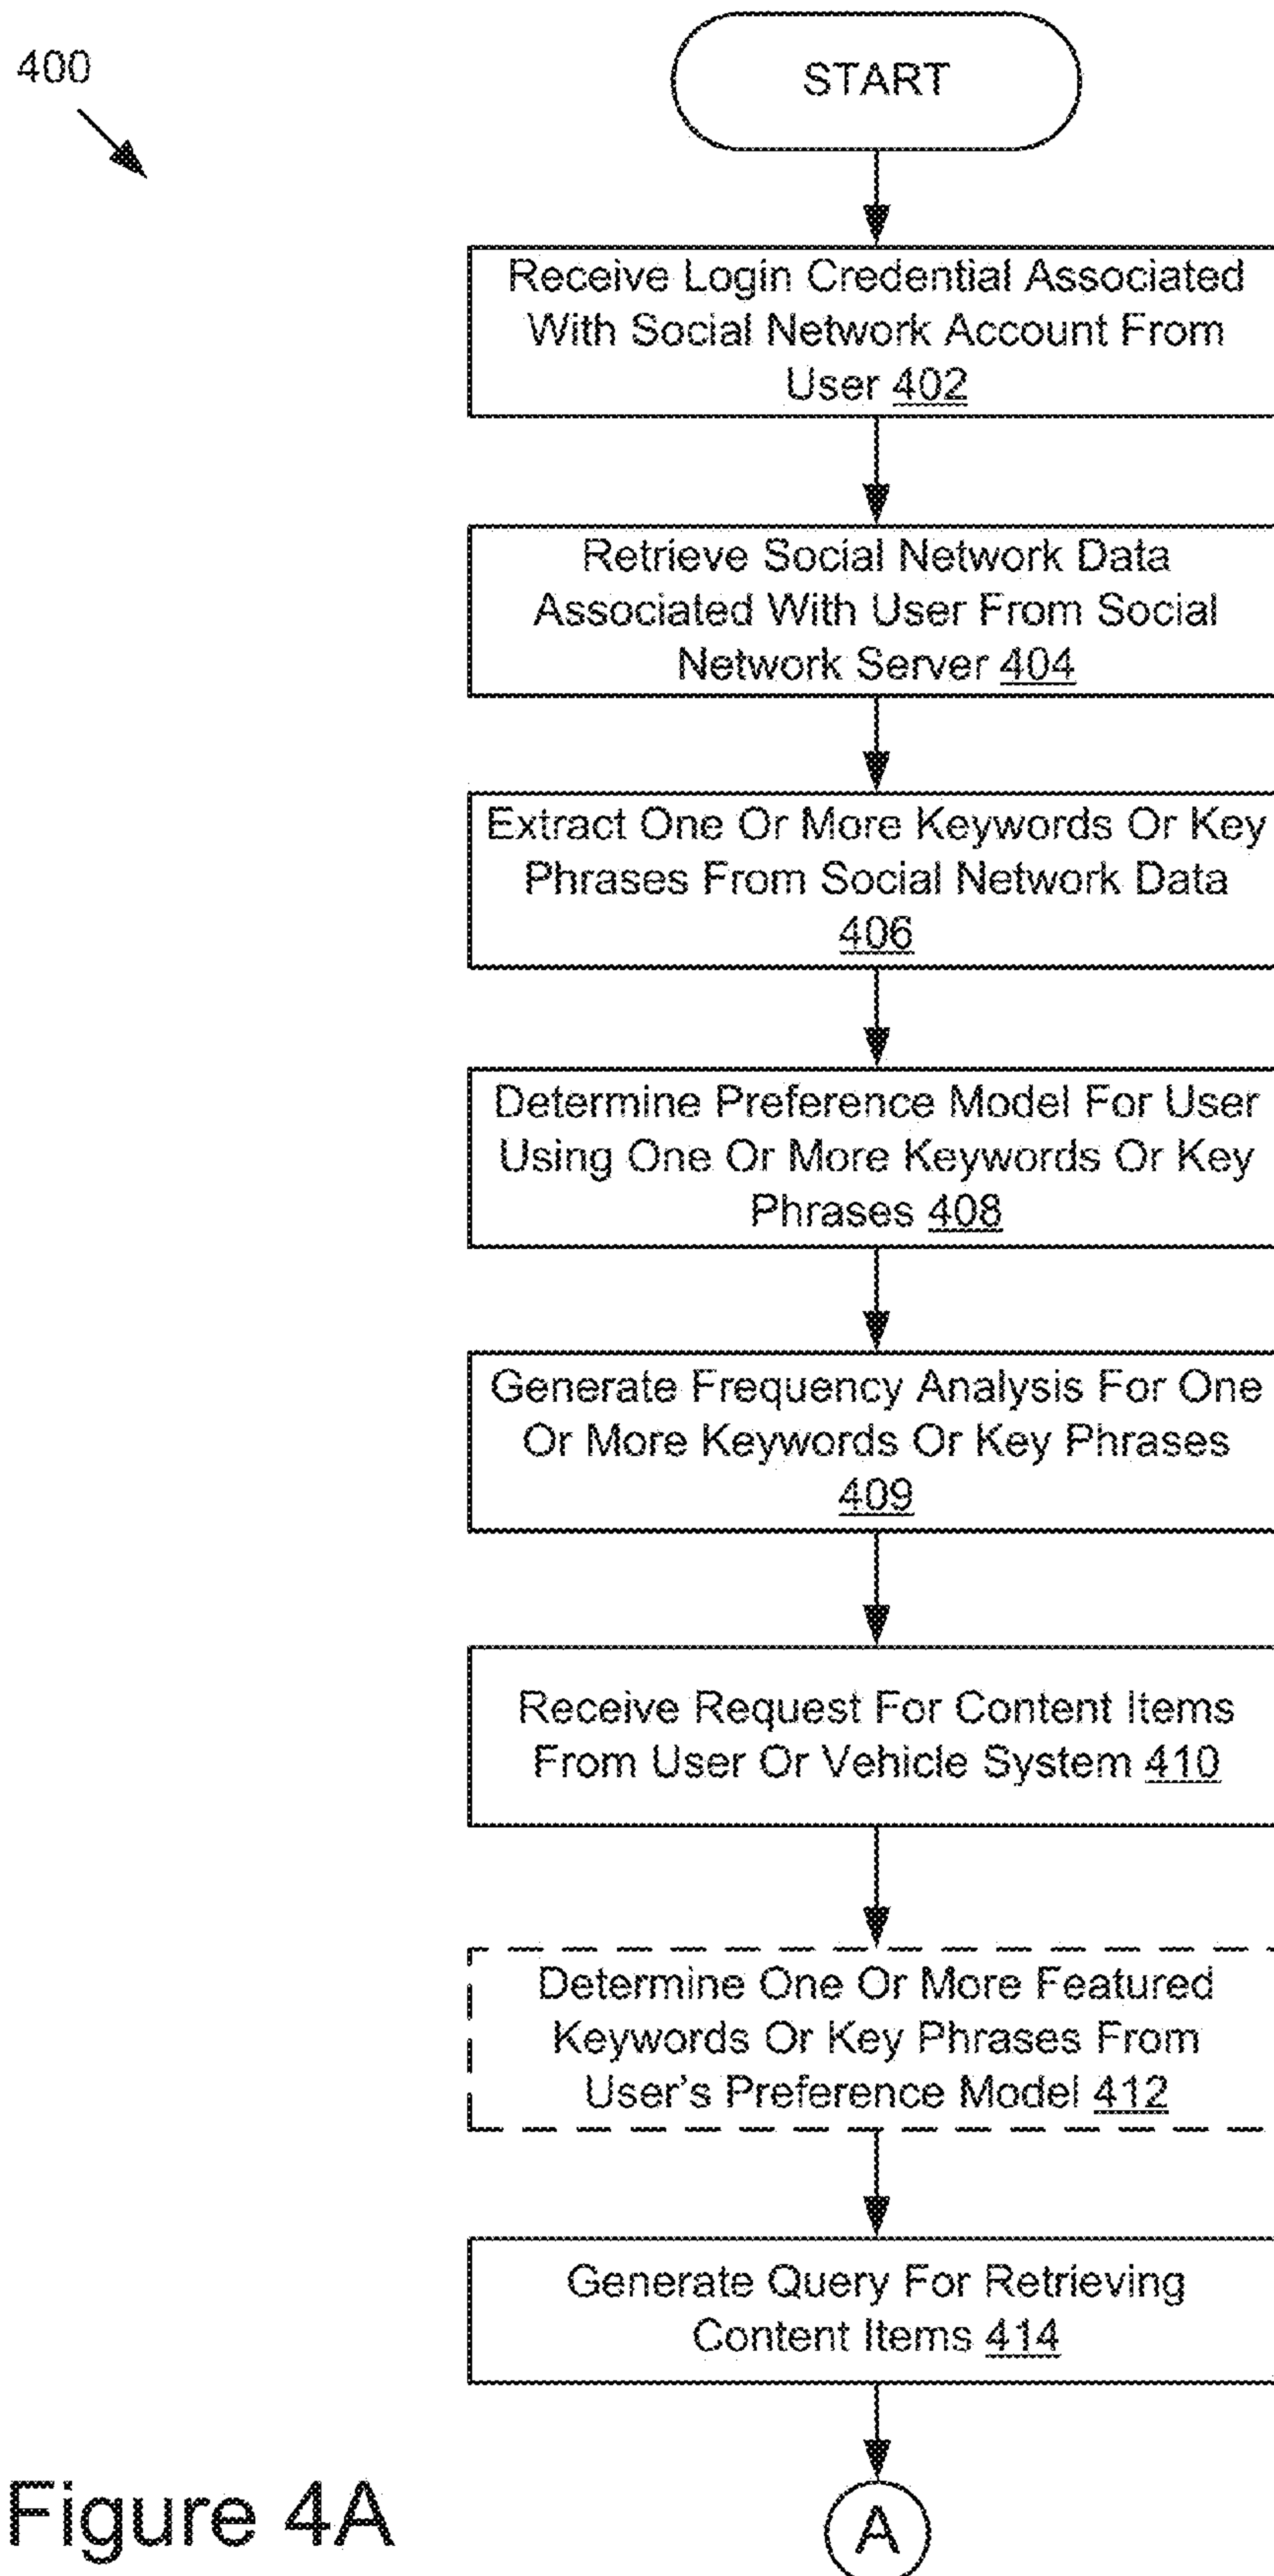 400
START
Receive Login Credential Associated
With Social Network Account From
User 402
Retrieve Social Network Data
Associated With User From Social
Network Server 404
Extract One Or More Keywords Or Key
Phrases From Social Network Data
406
Determine Preference Model For User
Using One Or More Keywords Or Key
Phrases 408
Generate Frequency Analysis For One
Or More Keywords Or Key Phrases
409
Receive Request For Content Items
From User Or Vehicle System 410
Determine One Or More Featured
Keywords Or Key Phrases From
User's Preference Model 412
Generate Query For Retrieving
Content Items 414
Figure 4A
A